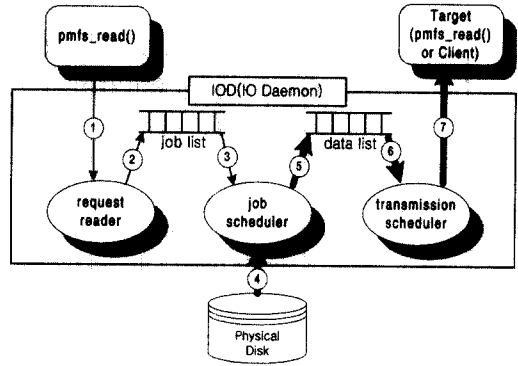 pmfs_read()
Target
(pmfs_read()
or Client)
IOD(IO Daemon)
1
2
job list
3
5
data list
6
7
request
reader
job
scheduler
transmission
scheduler
4
Physical
Disk